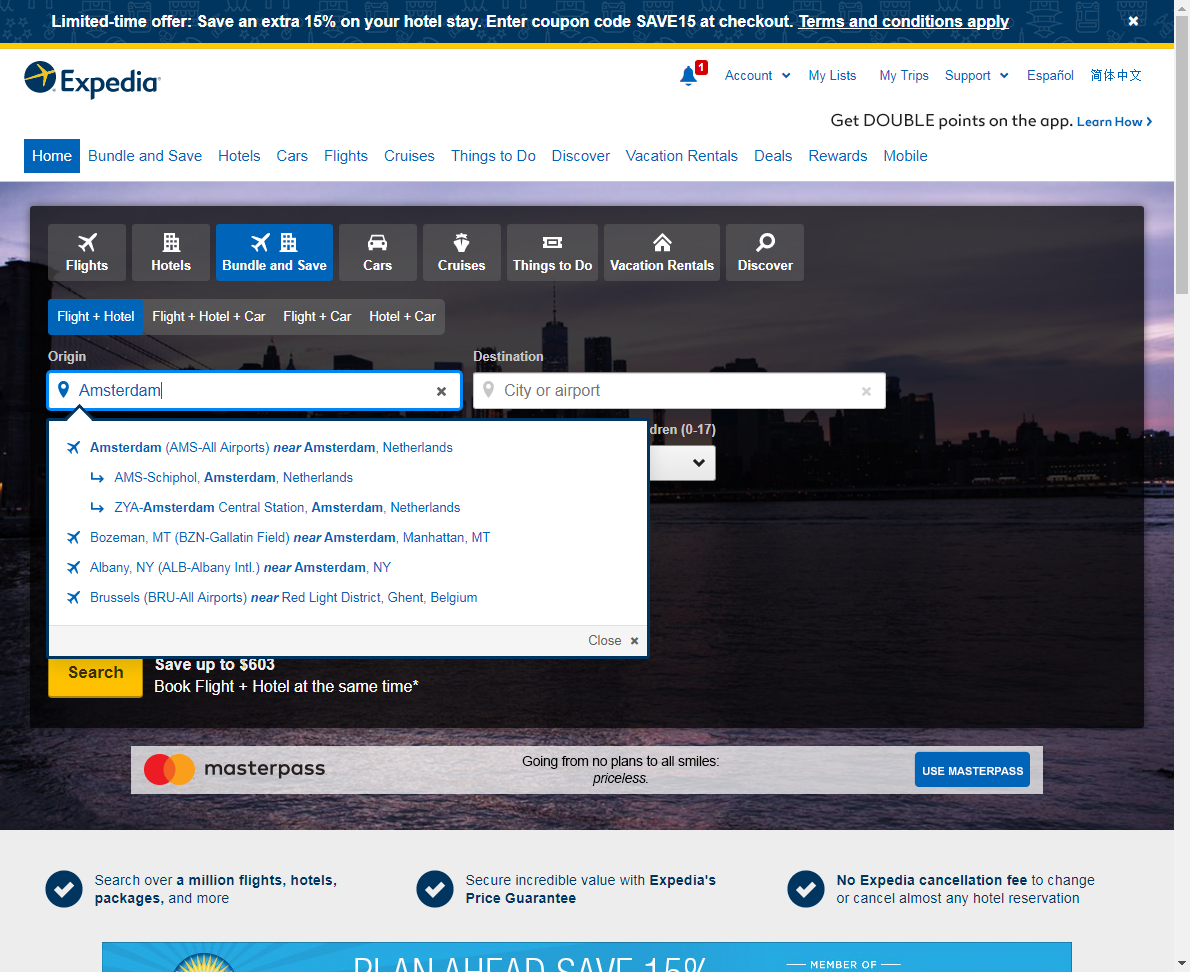 Limited-time offer: Save an extra 15% on your hotel stay. Enter coupon code SAVE15 at checkout. Terms and conditions apply
Expedia
1
Account
My Lists
My Trips
Support
Español
简体中文
Get DOUBLE points on the app. Learn How
Home
Bundle and Save
Hotels
Cars
Flights
Cruises
Things to Do
Discover
Vacation Rentals
Deals
Rewards
Mobile
Flights
Hotels
Bundle and Save
Cars
Cruises
Things to Do
Vacation Rentals
Discover
Flight + Hotel
Flight + Hotel + Car
Flight + Car
Hotel + Car
Origin
Destination
Amsterdam
City or airport
dren (0-17)
Amsterdam (AMS-All Airports) near Amsterdam, Netherlands
AMS-Schiphol, Amsterdam, Netherlands
ZYA-Amsterdam Central Station, Amsterdam, Netherlands
Bozeman, MT (BZN-Gallatin Field) near Amsterdam, Manhattan, MT
Albany, NY (ALB-Albany Intl.) near Amsterdam, NY
Brussels (BRU-All Airports) near Red Light District, Ghent, Belgium
Close
Search
Save up to $603
Book Flight + Hotel at the same time*
masterpass
Going from no plans to all smiles:
priceless.
USE MASTERPASS
Search over a million flights, hotels,
packages, and more
Secure incredible value with Expedia's
Price Guarantee
No Expedia cancellation fee to change
or cancel almost any hotel reservation
PLAN AHEAD SAVE 15%
MEMBER OF